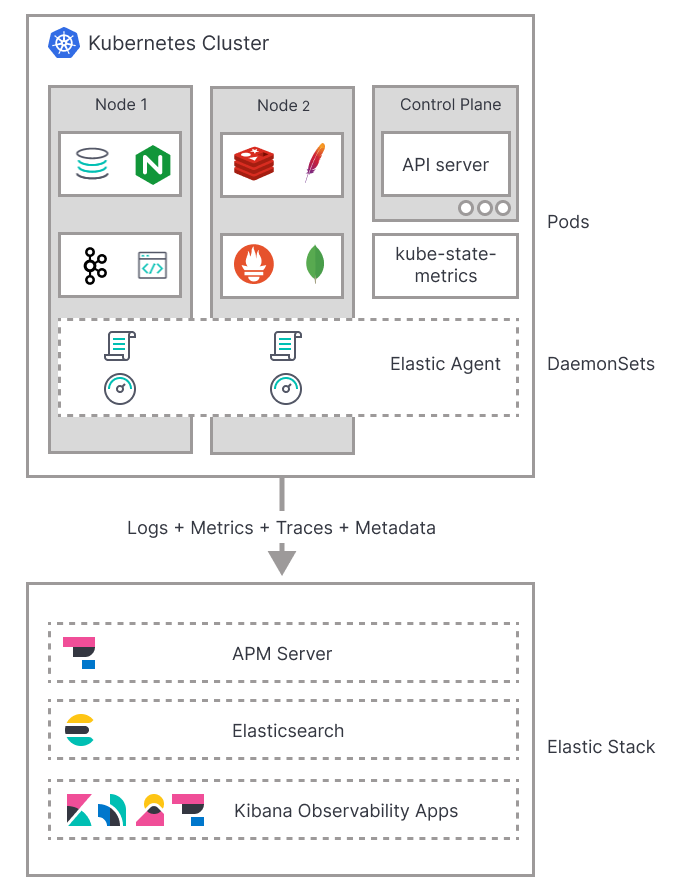 Kubernetes Cluster
Node 1
Node 2
Control Plane
API server
kube-state-
metrics
Pods
Elastic Agent
DaemonSets
Logs + Metrics + Traces + Metadata
APM Server
Elasticsearch
Elastic Stack
Kibana Observability Apps